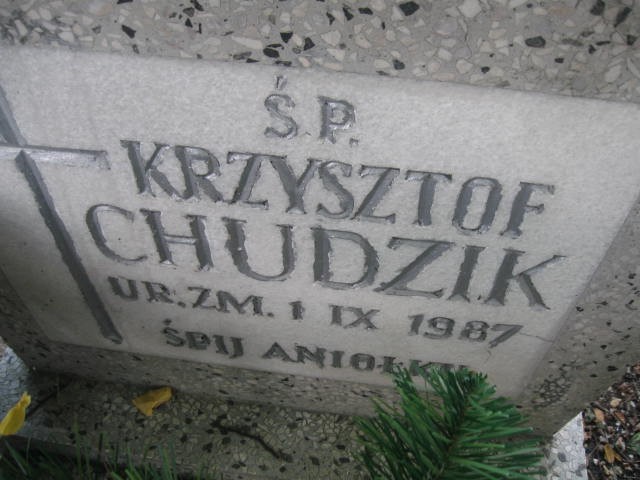 Ś.P.
KRZYSZTOF
CHUDZIK
UR. ZM. 1 IX 1987
ŚPIJ ANIOŁKU